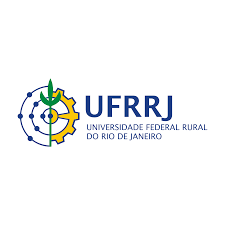 UFRRJ
UNIVERSIDADE FEDERAL RURAL
DO RIO DE JANEIRO